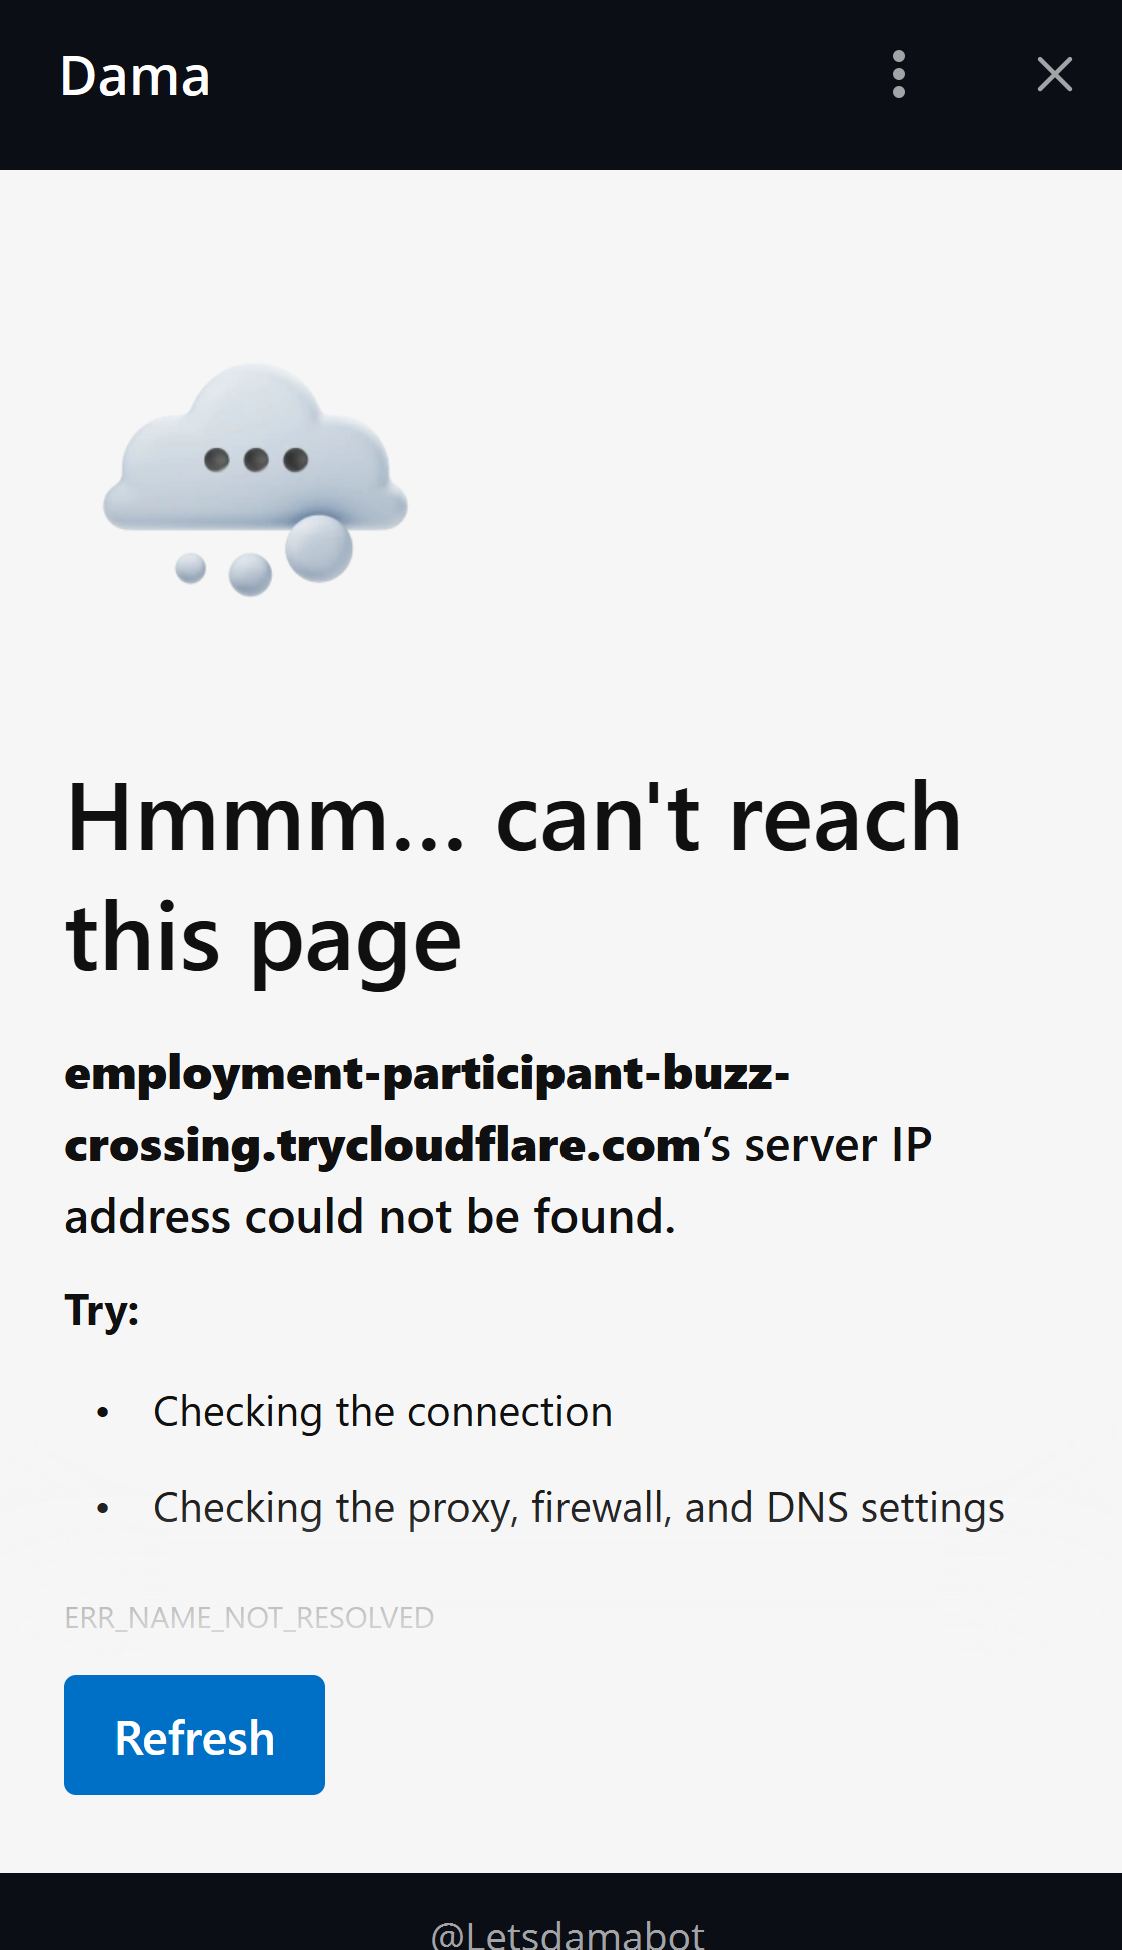 Dama
Hmmm... can't reach
this page
employment-participant-buzz-
crossing.trycloudflare.com’s server IP
address could not be found.
Try:
• Checking the connection
• Checking the proxy, firewall, and DNS settings
ERR_NAME_NOT_RESOLVED
Refresh
@Letsdamabot